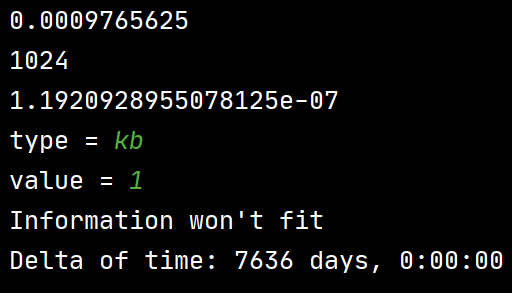 0.0009765625
1024
1.1920928955078125e-07
type = kb
value = 1
Information won't fit
Delta of time: 7636 days, 0:00:00